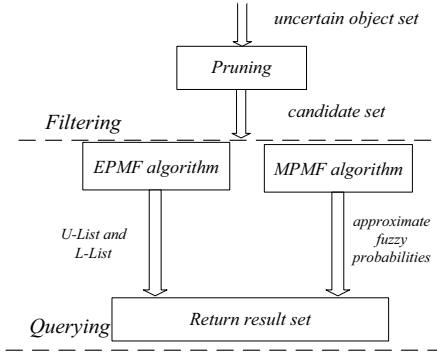 uncertain object set
Pruning
candidate set
Filtering
EPMF algorithm
MPMF algorithm
U-List and
L-List
approximate
fuzzy
probabilities
Return result set
Querying